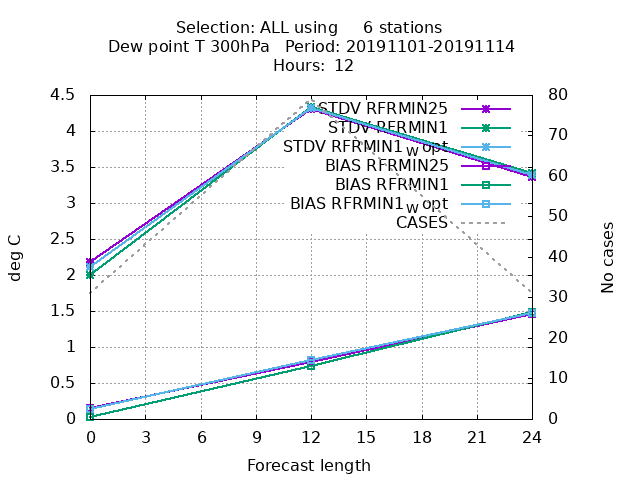 Selection: ALL using 6 stations
Dew point T 300hPa Period: 20191101-20191114
Hours: 12
4.5
4
3.5
3
2.5
2
1.5
1
0.5
0
deg C
80
70
60
50
40
30
20
10
0
No cases
STDV RFRMIN25
STDV RFRMIN1
STDV RFRMIN1w opt
BIAS RFRMIN25
BIAS RFRMIN1
BIAS RFRMIN1w opt
CASES
0 3 6 9 12 15 18 21 24
Forecast length